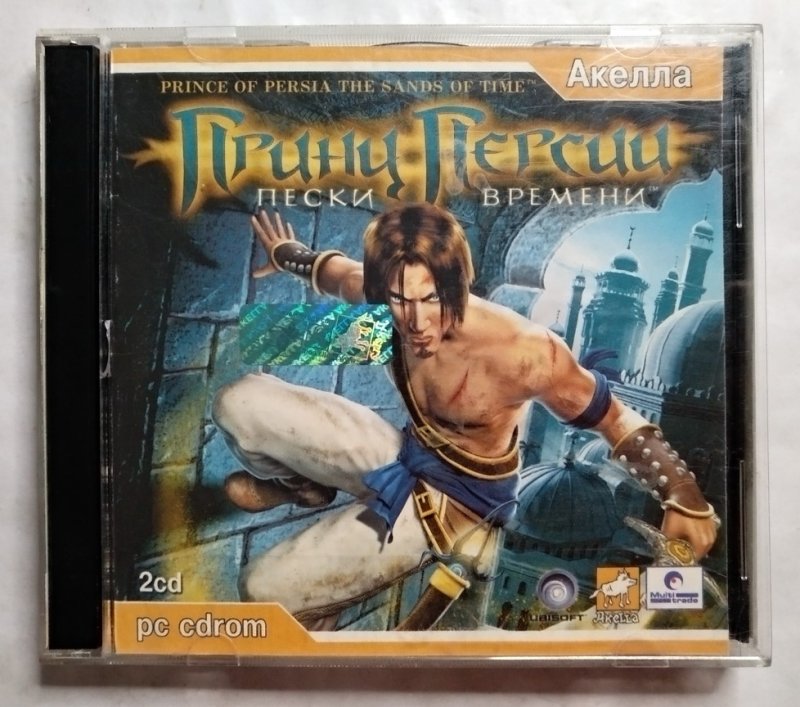 PRINCE OF PERSIA THE SANDS OF TIME™
Акелла
Принц Персии
ПЕСКИ ВРЕМЕНИ™
2cd
pc cdrom
UBISOFT
Акелла
Multi
trade